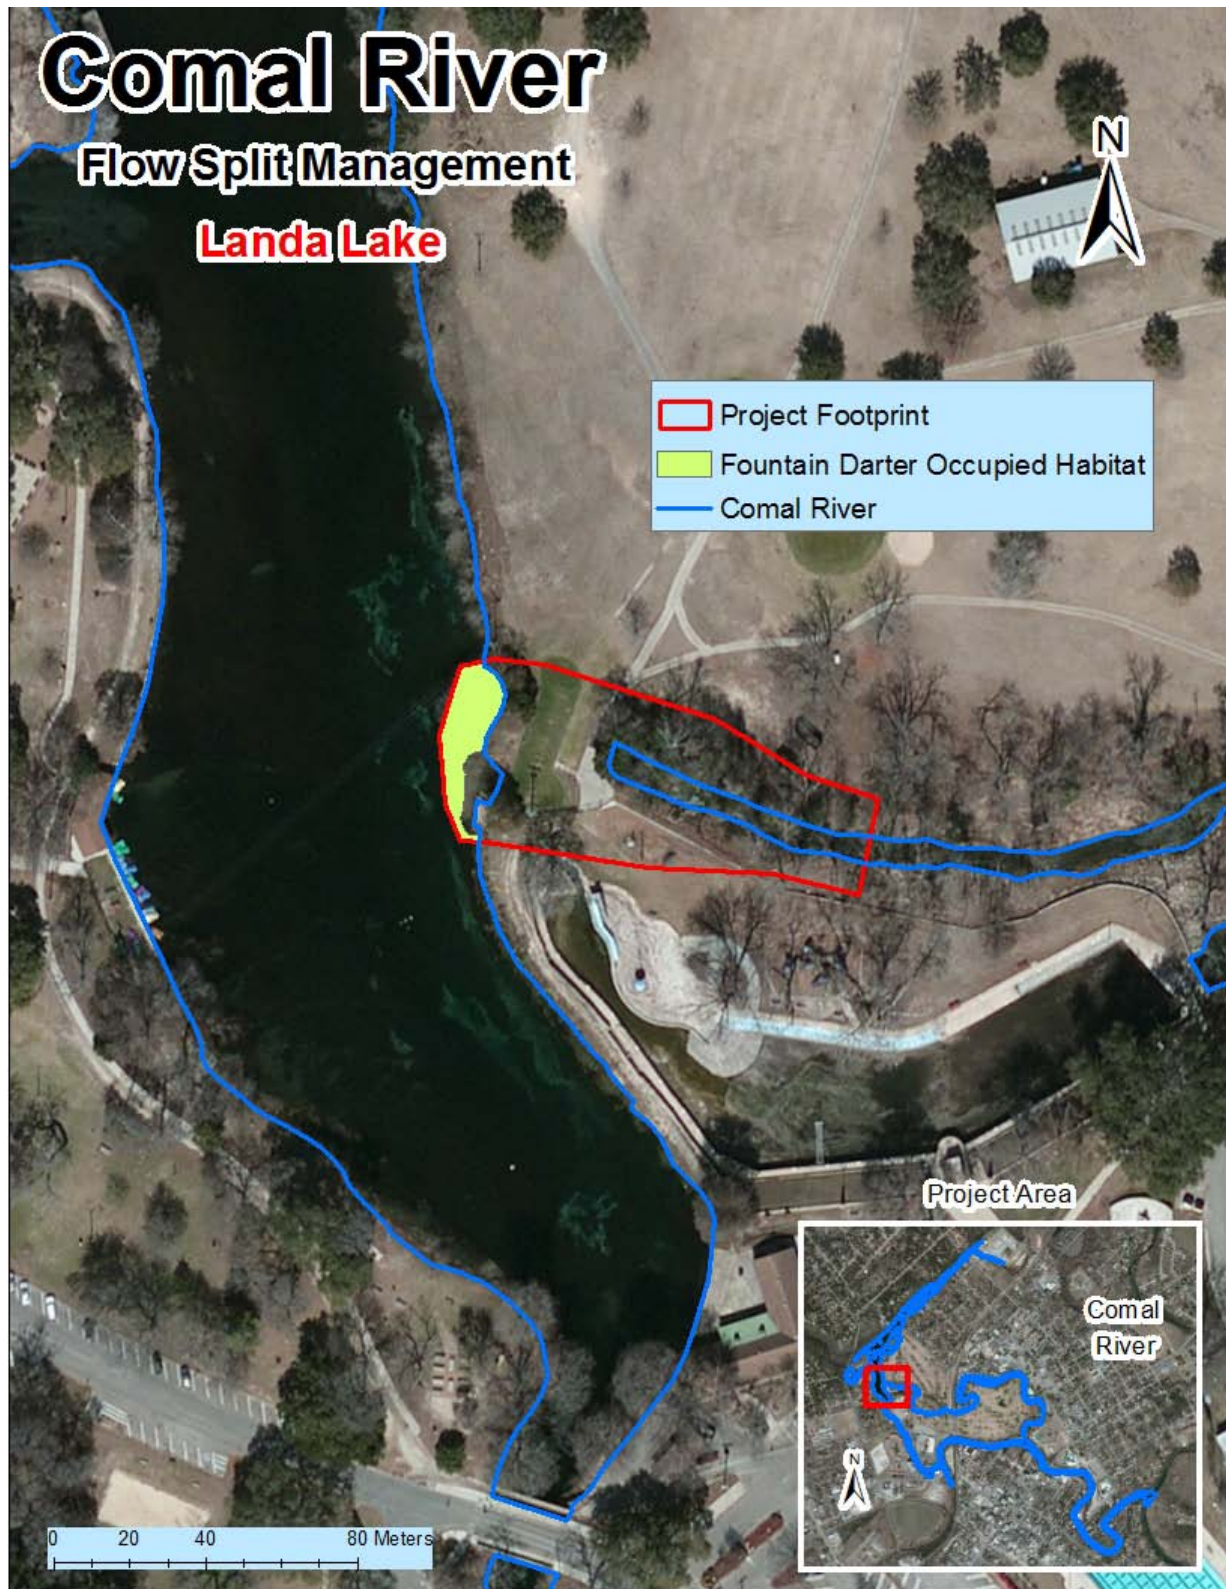 Comal River
Flow Split Management
Landa Lake
N
Project Footprint
Fountain Darter Occupied Habitat
Comal River
Project Area
Comal
River
N
0 20 40 80 Meters